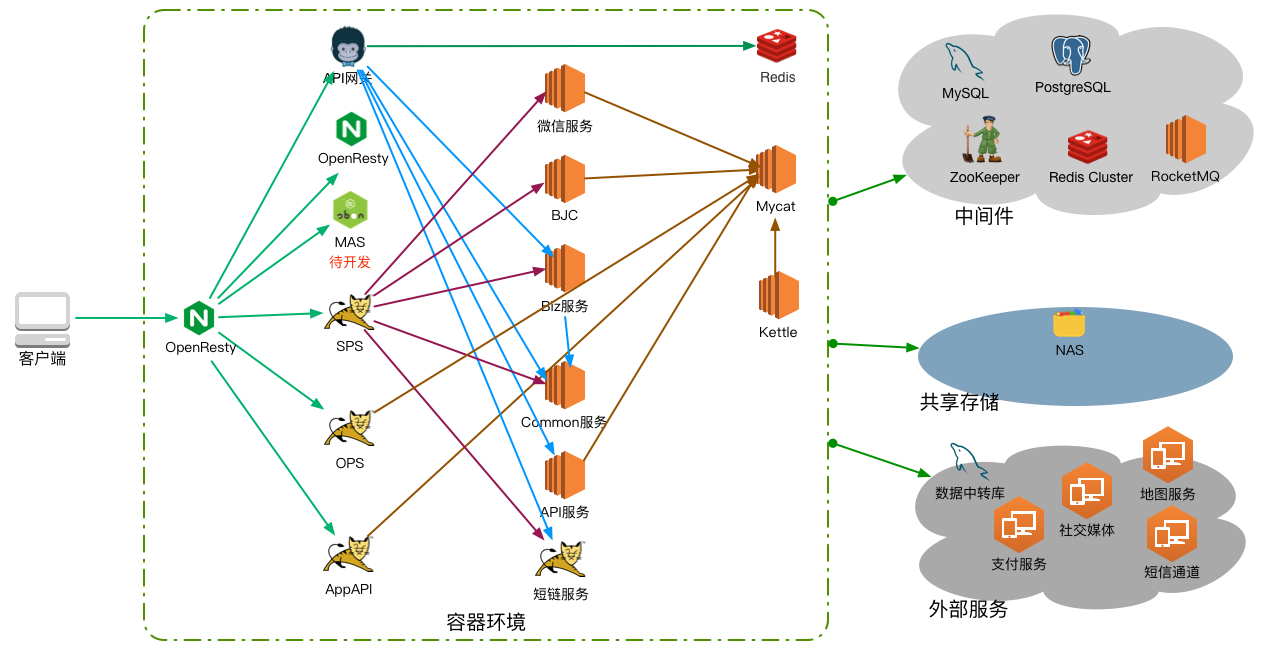 API网关
Redis
MySQL
PostgreSQL
微信服务
OpenResty
ZooKeeper
Redis Cluster
RocketMQ
BJC
Mycat
中间件
MAS
待开发
Biz服务
Kettle
客户端
OpenResty
SPS
NAS
共享存储
Common服务
OPS
数据中转库
地图服务
API服务
社交媒体
支付服务
短信通道
AppAPI
短链服务
外部服务
容器环境